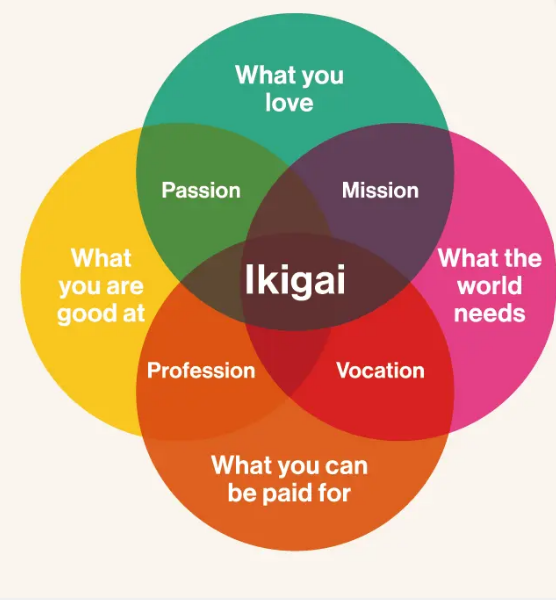 What you
love
Passion
Mission
What
you are
good at
Ikigai
What the
world
needs
Profession
Vocation
What you can
be paid for